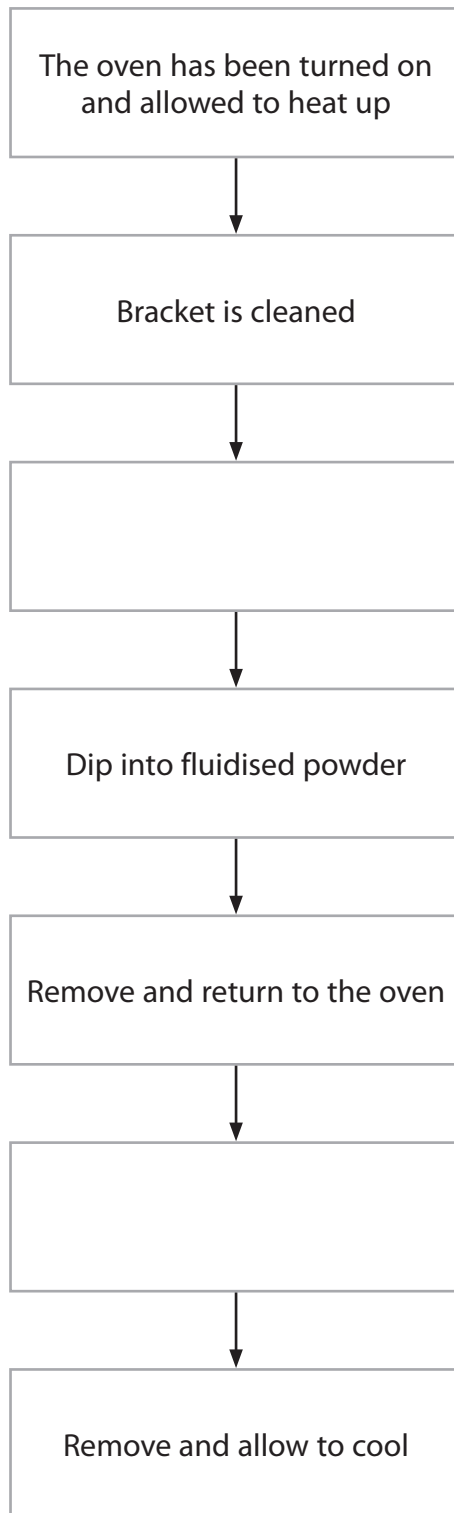 The oven has been turned on
and allowed to heat up
Bracket is cleaned
Dip into fluidised powder
Remove and return to the oven
Remove and allow to cool